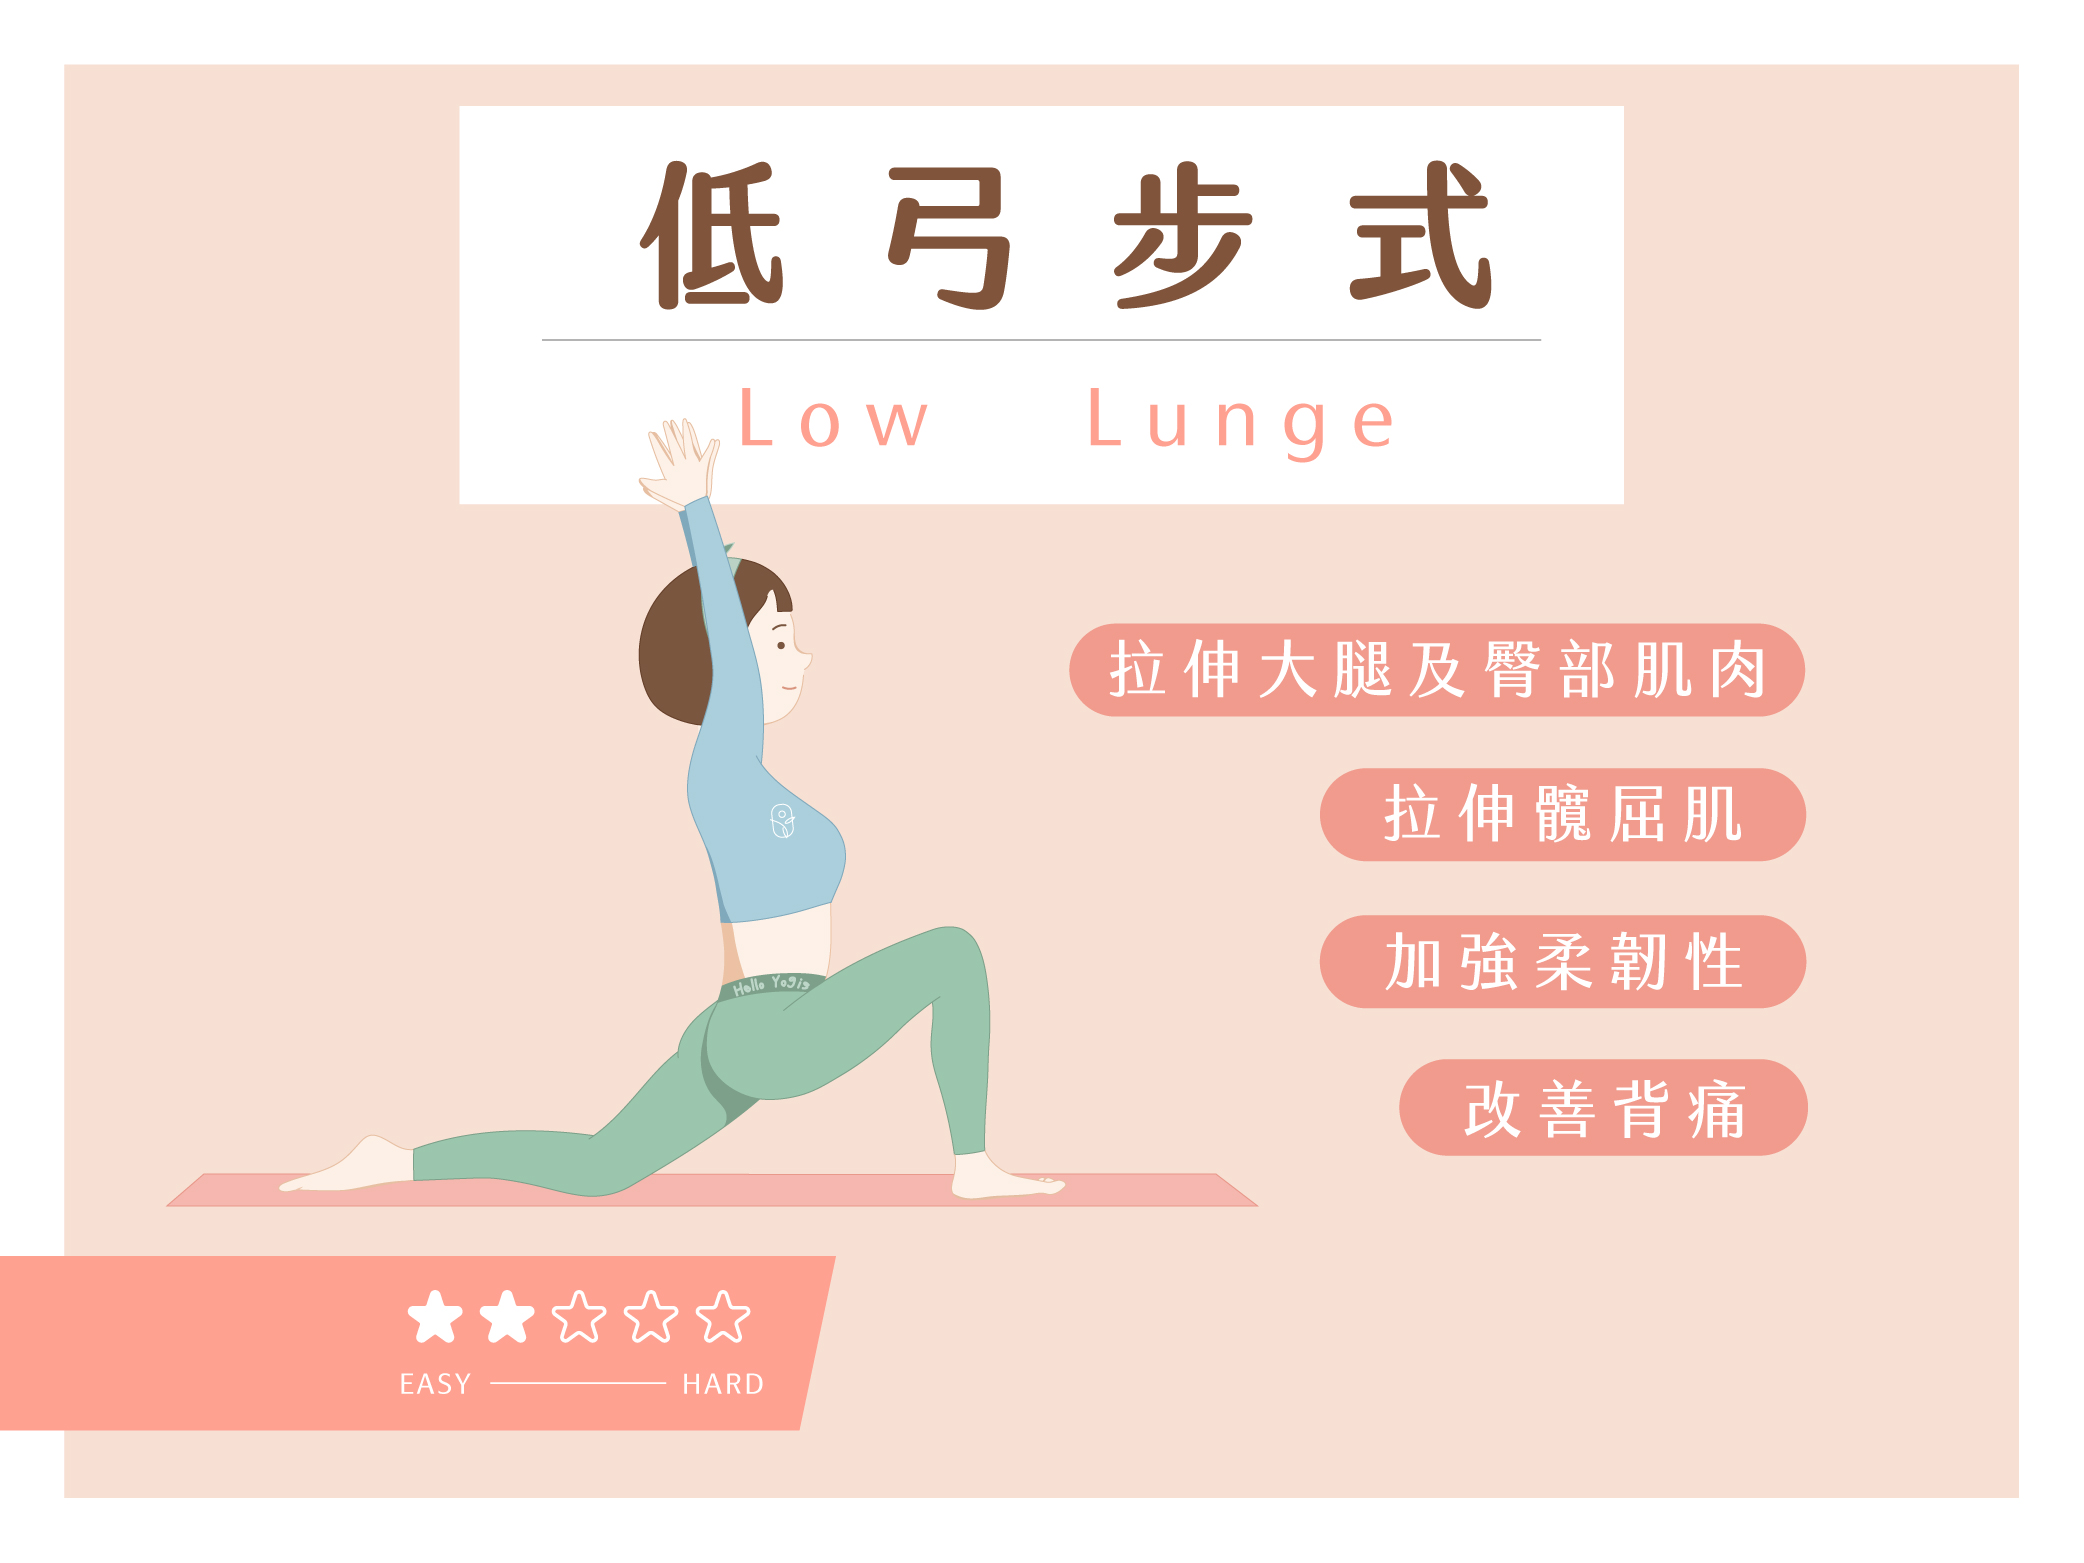 低弓步式
Low Lunge
拉伸大腿及臀部肌肉
拉伸髖屈肌
加強柔韌性
改善背痛
Hello Yogis
EASY HARD